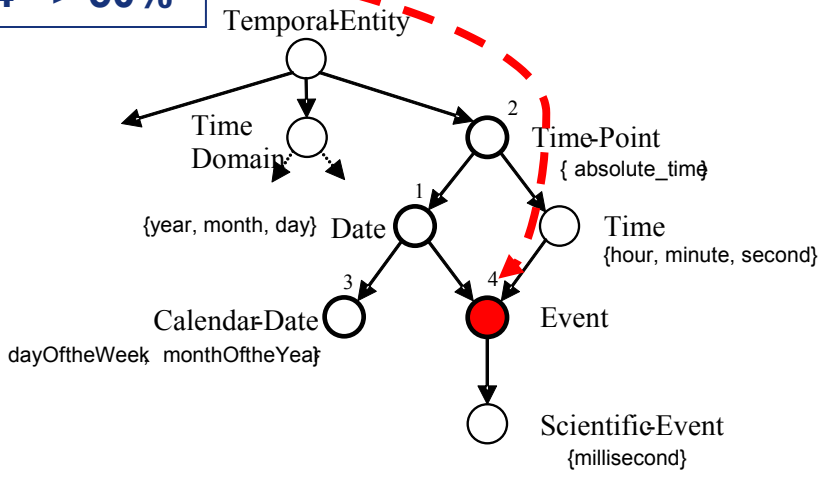 Temporal-Entity
2
Time
Domain
Time-Point
{ absolute_time}
1
{year, month, day}
Date
Time
{hour, minute, second}
3
4
Calendar-Date
Event
dayOftheWeek, monthOftheYear}
Scientific-Event
{millisecond}